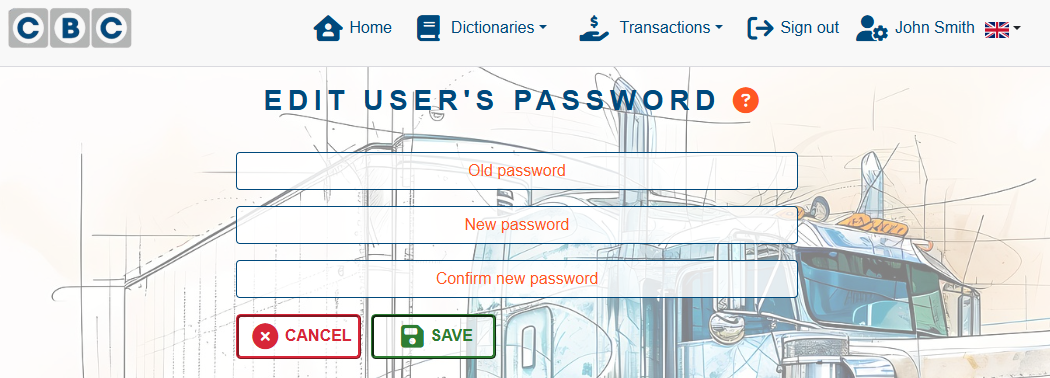 CBC Home Dictionaries Transactions Sign out John Smith
EDIT USER'S PASSWORD ?
Old password
New password
Confirm new password
CANCEL SAVE